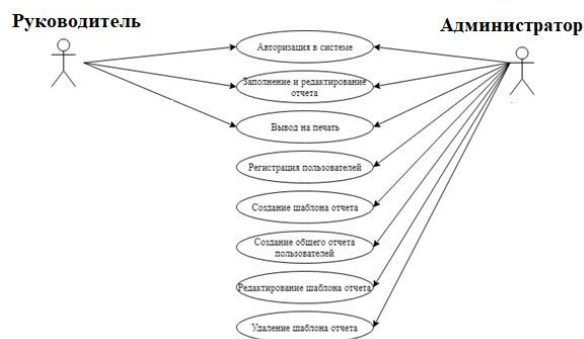 Руководитель
Администратор
Авторизация в системе
Заполнение и редактирование
отчета
Вывод на печать
Регистрация пользователей
Создание шаблона отчета
Создание общего отчета
пользователей
Редактирование шаблона отчета
Удаление шаблона отчета